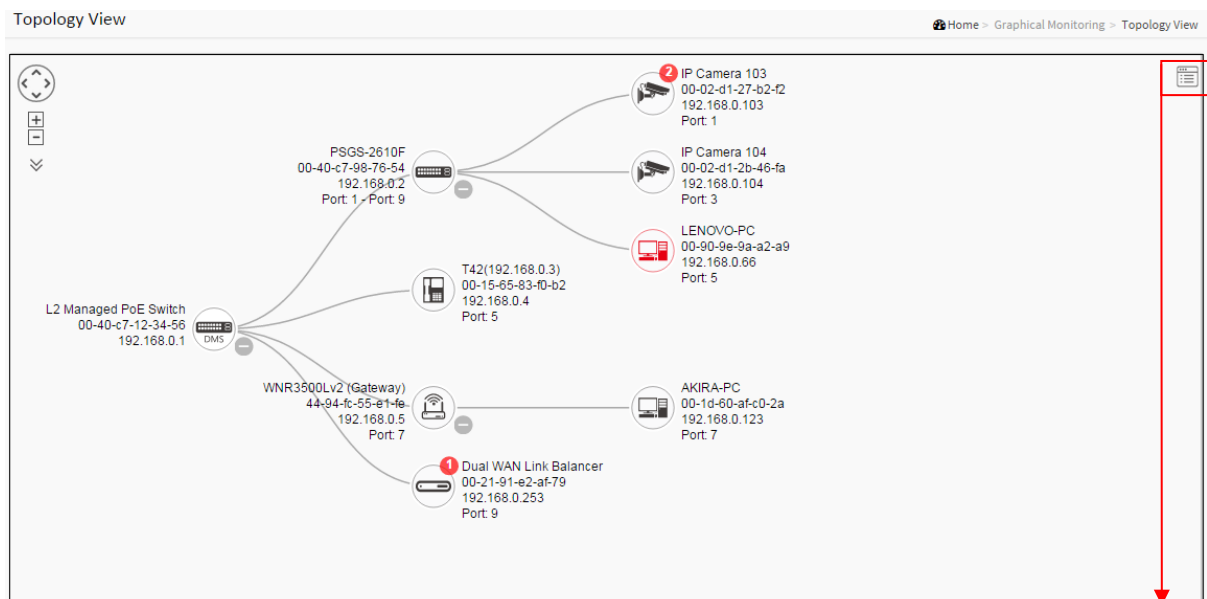 Topology View
Home > Graphical Monitoring > Topology View
2
IP Camera 103
00-02-d1-27-b2-f2
192.168.0.103
Port: 1
PSGS-2610F
00-40-c7-98-76-54
192.168.0.2
Port: 1 - Port: 9
IP Camera 104
00-02-d1-2b-46-fa
192.168.0.104
Port: 3
LENOVO-PC
00-90-9e-9a-a2-a9
192.168.0.66
Port: 5
T42(192.168.0.3)
00-15-65-83-f0-b2
192.168.0.4
Port: 5
L2 Managed PoE Switch
00-40-c7-12-34-56
192.168.0.1
DMS
WNR3500Lv2 (Gateway)
44-94-fc-55-e1-fe
192.168.0.5
Port: 7
AKIRA-PC
00-1d-60-af-c0-2a
192.168.0.123
Port: 7
1
Dual WAN Link Balancer
00-21-91-e2-af-79
192.168.0.253
Port: 9